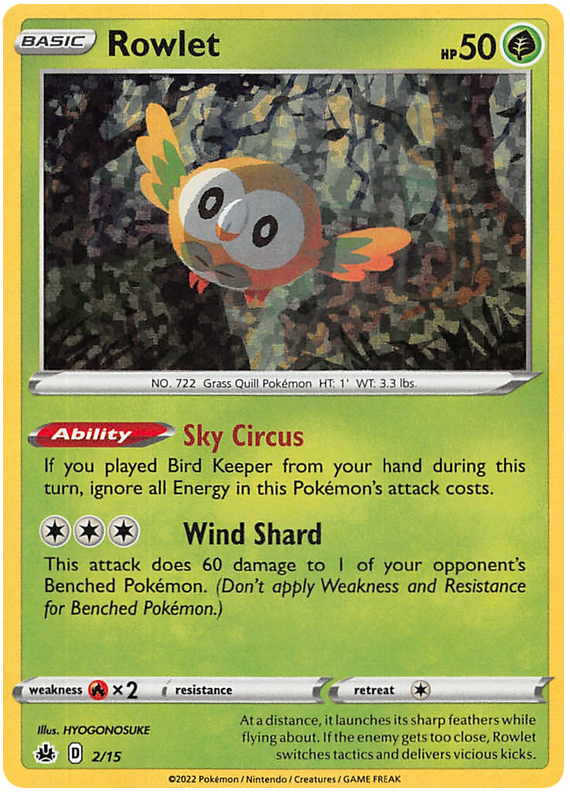 BASIC Rowlet HP 50
NO. 722 Grass Quill Pokémon HT: 1' WT: 3.3 lbs.
Ability Sky Circus
If you played Bird Keeper from your hand during this
turn, ignore all Energy in this Pokémon's attack costs.
Wind Shard
This attack does 60 damage to 1 of your opponent's
Benched Pokémon. (Don't apply Weakness and Resistance
for Benched Pokémon.)
weakness ×2 resistance retreat
Illus. HYOGONOSUKE
D 2/15
At a distance, it launches its sharp feathers while
flying about. If the enemy gets too close, Rowlet
switches tactics and delivers vicious kicks.
©2022 Pokémon / Nintendo / Creatures / GAME FREAK